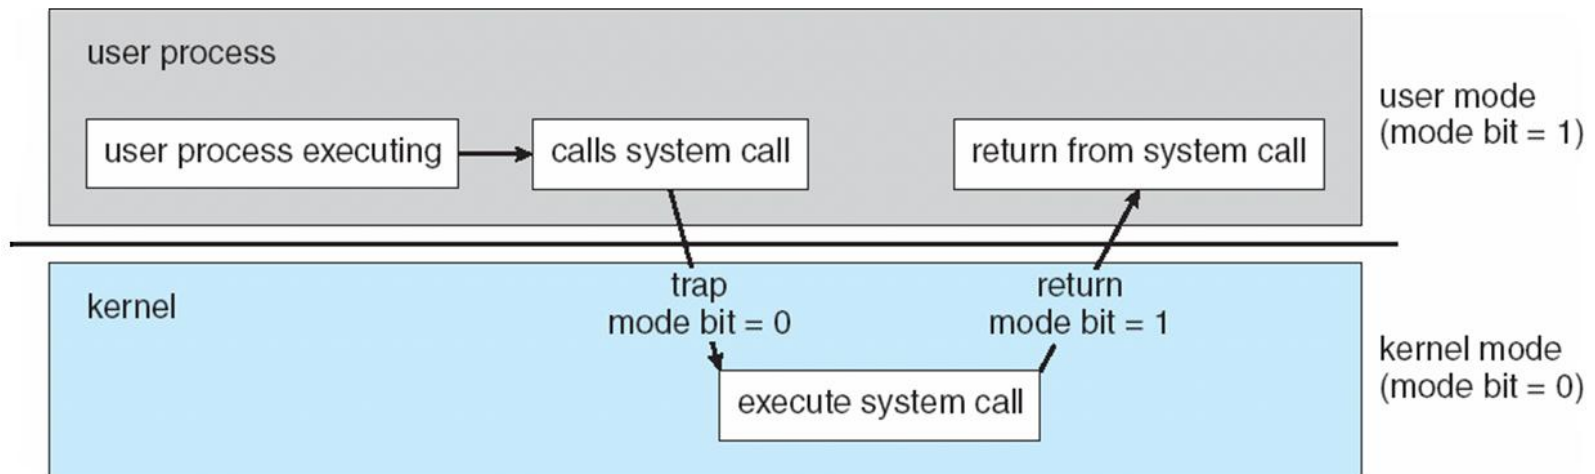 user process
user process executing
calls system call
return from system call
user mode
(mode bit = 1)
kernel
trap
mode bit = 0
return
mode bit = 1
execute system call
kernel mode
(mode bit = 0)